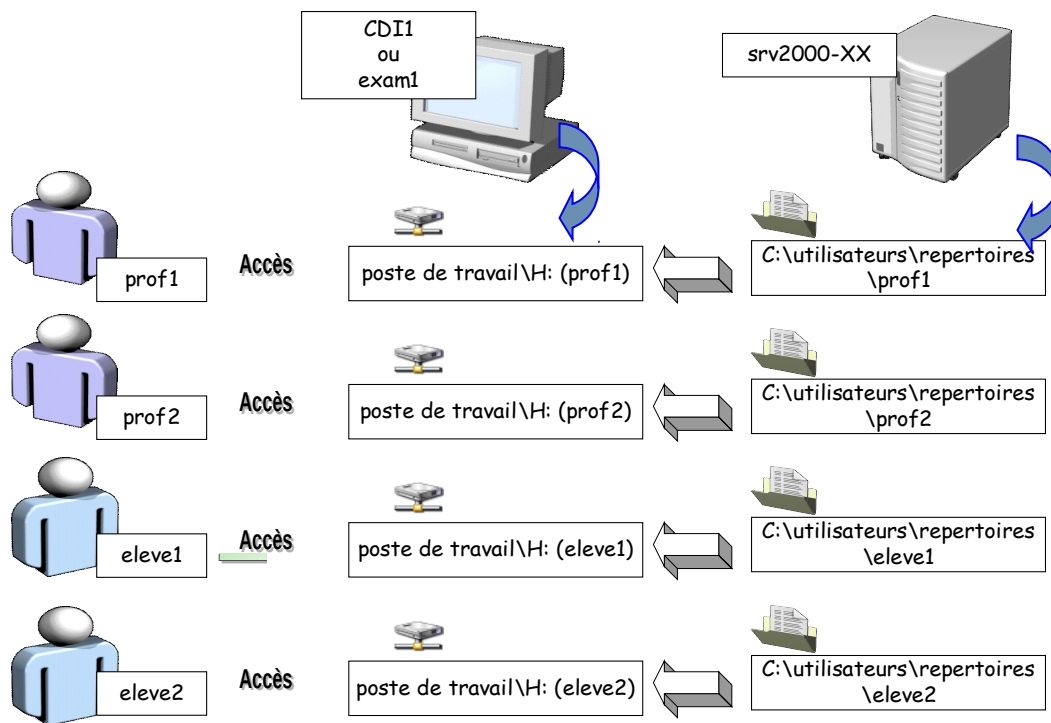 CDI1
ou
exam1
srv2000-XX
prof1
Accès
poste de travail\H: (prof1)
C:\utilisateurs\repertoires
\prof1
prof2
Accès
poste de travail\H: (prof2)
C:\utilisateurs\repertoires
\prof2
eleve1
Accès
poste de travail\H: (eleve1)
C:\utilisateurs\repertoires
\eleve1
eleve2
Accès
poste de travail\H: (eleve2)
C:\utilisateurs\repertoires
\eleve2